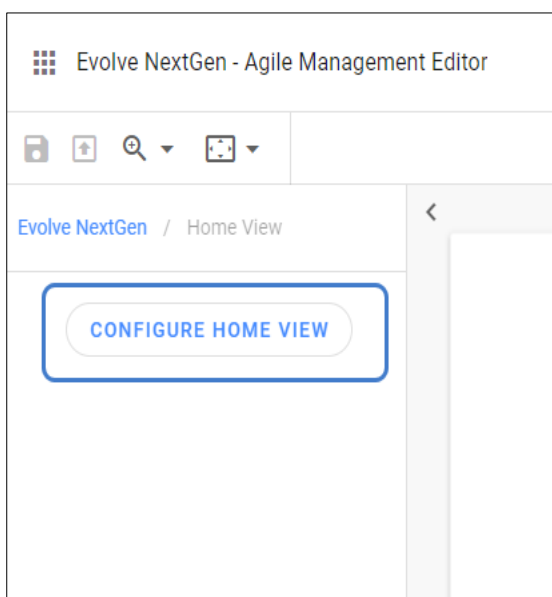 Evolve NextGen - Agile Management Editor
Evolve NextGen / Home View
CONFIGURE HOME VIEW